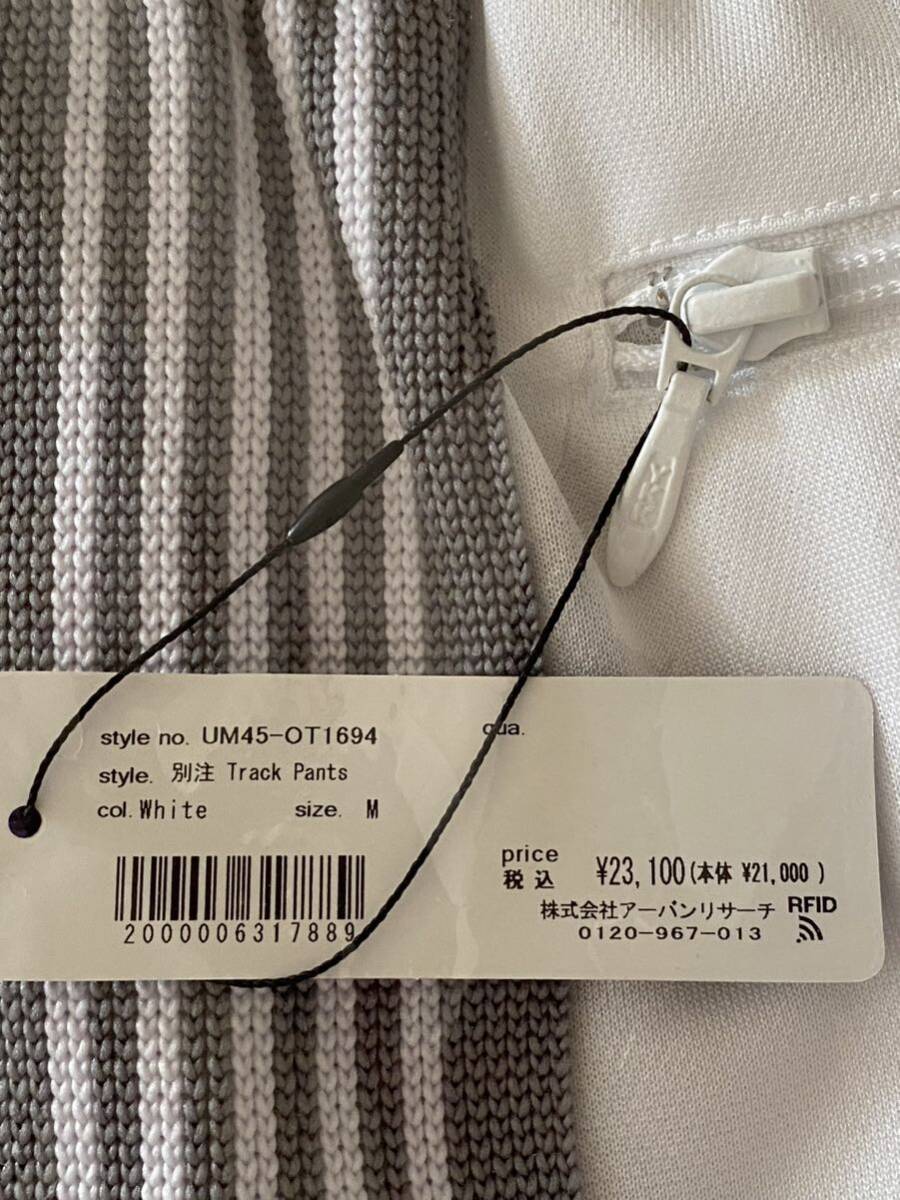 YKK
style no. UM45-OT1694
qua.
style. 別注 Track Pants
col. White size. M
price
税込 ¥23,100(本体 ¥21,000 )
株式会社アーバンリサーチ RFID
2000006317889
0120-967-013